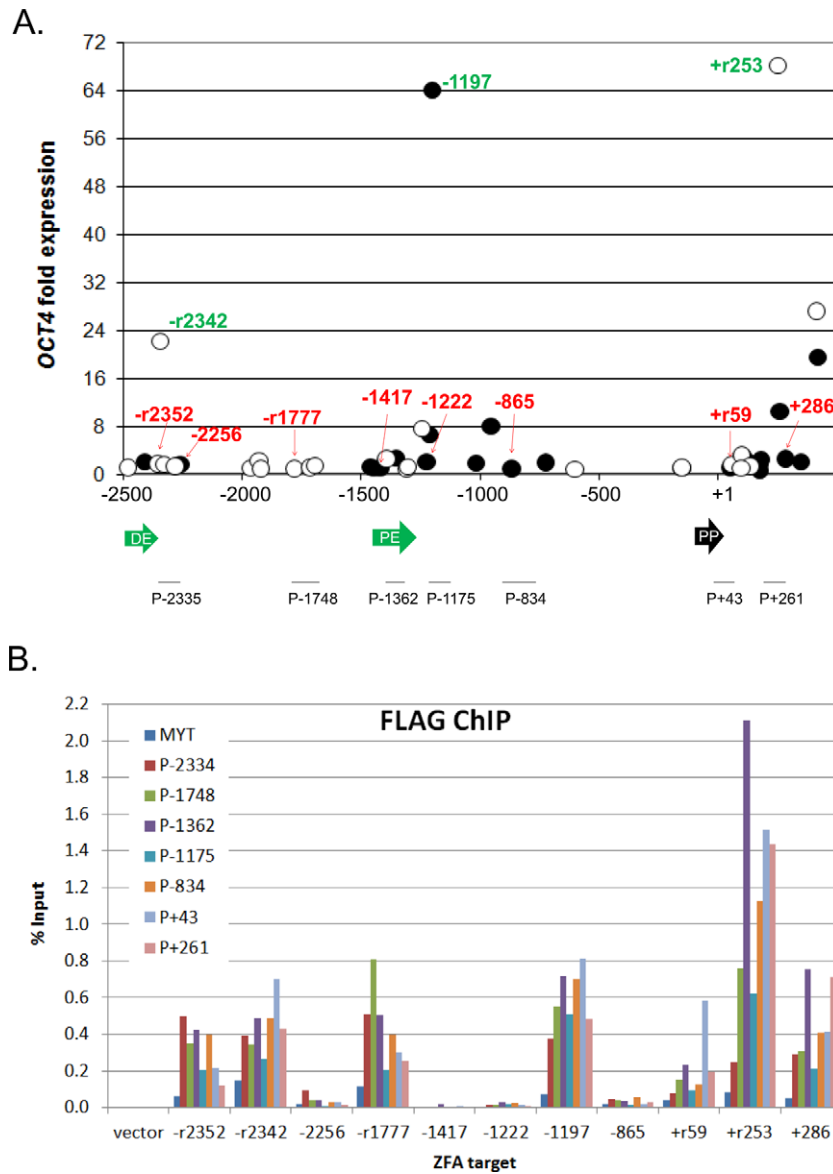 A.
72
64
56
48
40
32
24
16
8
0
OCT4 fold expression
-1197
+r253
-r2342
-r2352
-2256
-r1777
-1417
-1222
-865
+r59
+286
-2500 -2000 -1500 -1000 -500 +1
DE PE PP
P-2335 P-1748 P-1362 P-1175 P-834 P+43 P+261
B.
FLAG ChIP
2.2
2.0
1.8
1.6
1.4
1.2
1.0
0.8
0.6
0.4
0.2
0.0
% Input
MYT
P-2334
P-1748
P-1362
P-1175
P-834
P+43
P+261
vector -r2352 -r2342 -2256 -r1777 -1417 -1222 -1197 -865 +r59 +r253 +286
ZFA target